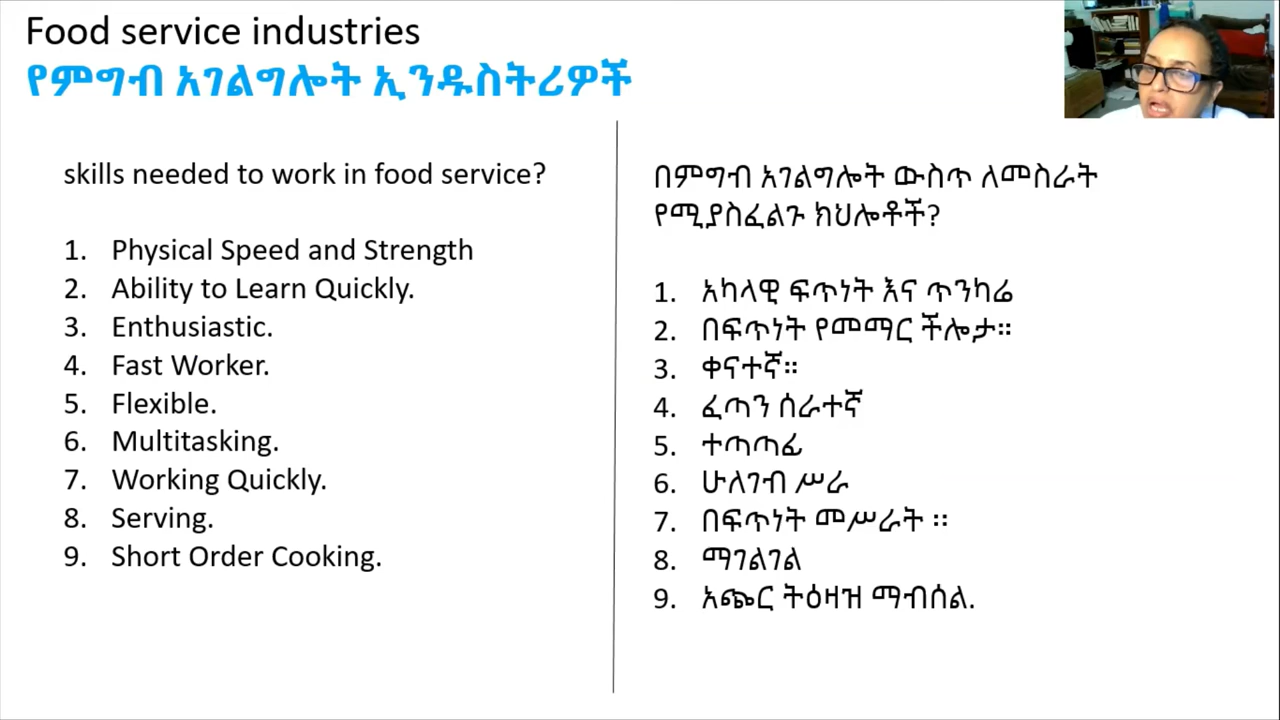 Food service industries
የምግብ አገልግሎት ኢንዱስትሪዎች
skills needed to work in food service?
1. Physical Speed and Strength
2. Ability to Learn Quickly.
3. Enthusiastic.
4. Fast Worker.
5. Flexible.
6. Multitasking.
7. Working Quickly.
8. Serving.
9. Short Order Cooking.
በምግብ አገልግሎት ውስጥ ለመስራት
የሚያስፈልጉ ክህሎቶች?
1. አካላዊ ፍጥነት እና ጥንካሬ
2. በፍጥነት የመማር ችሎታ።
3. ቀናተኛ።
4. ፈጣን ሰራተኛ
5. ተጣጣፊ
6. ሁለገብ ሥራ
7. በፍጥነት መሥራት ፡፡
8. ማገልገል
9. አጭር ትዕዛዝ ማብሰል.